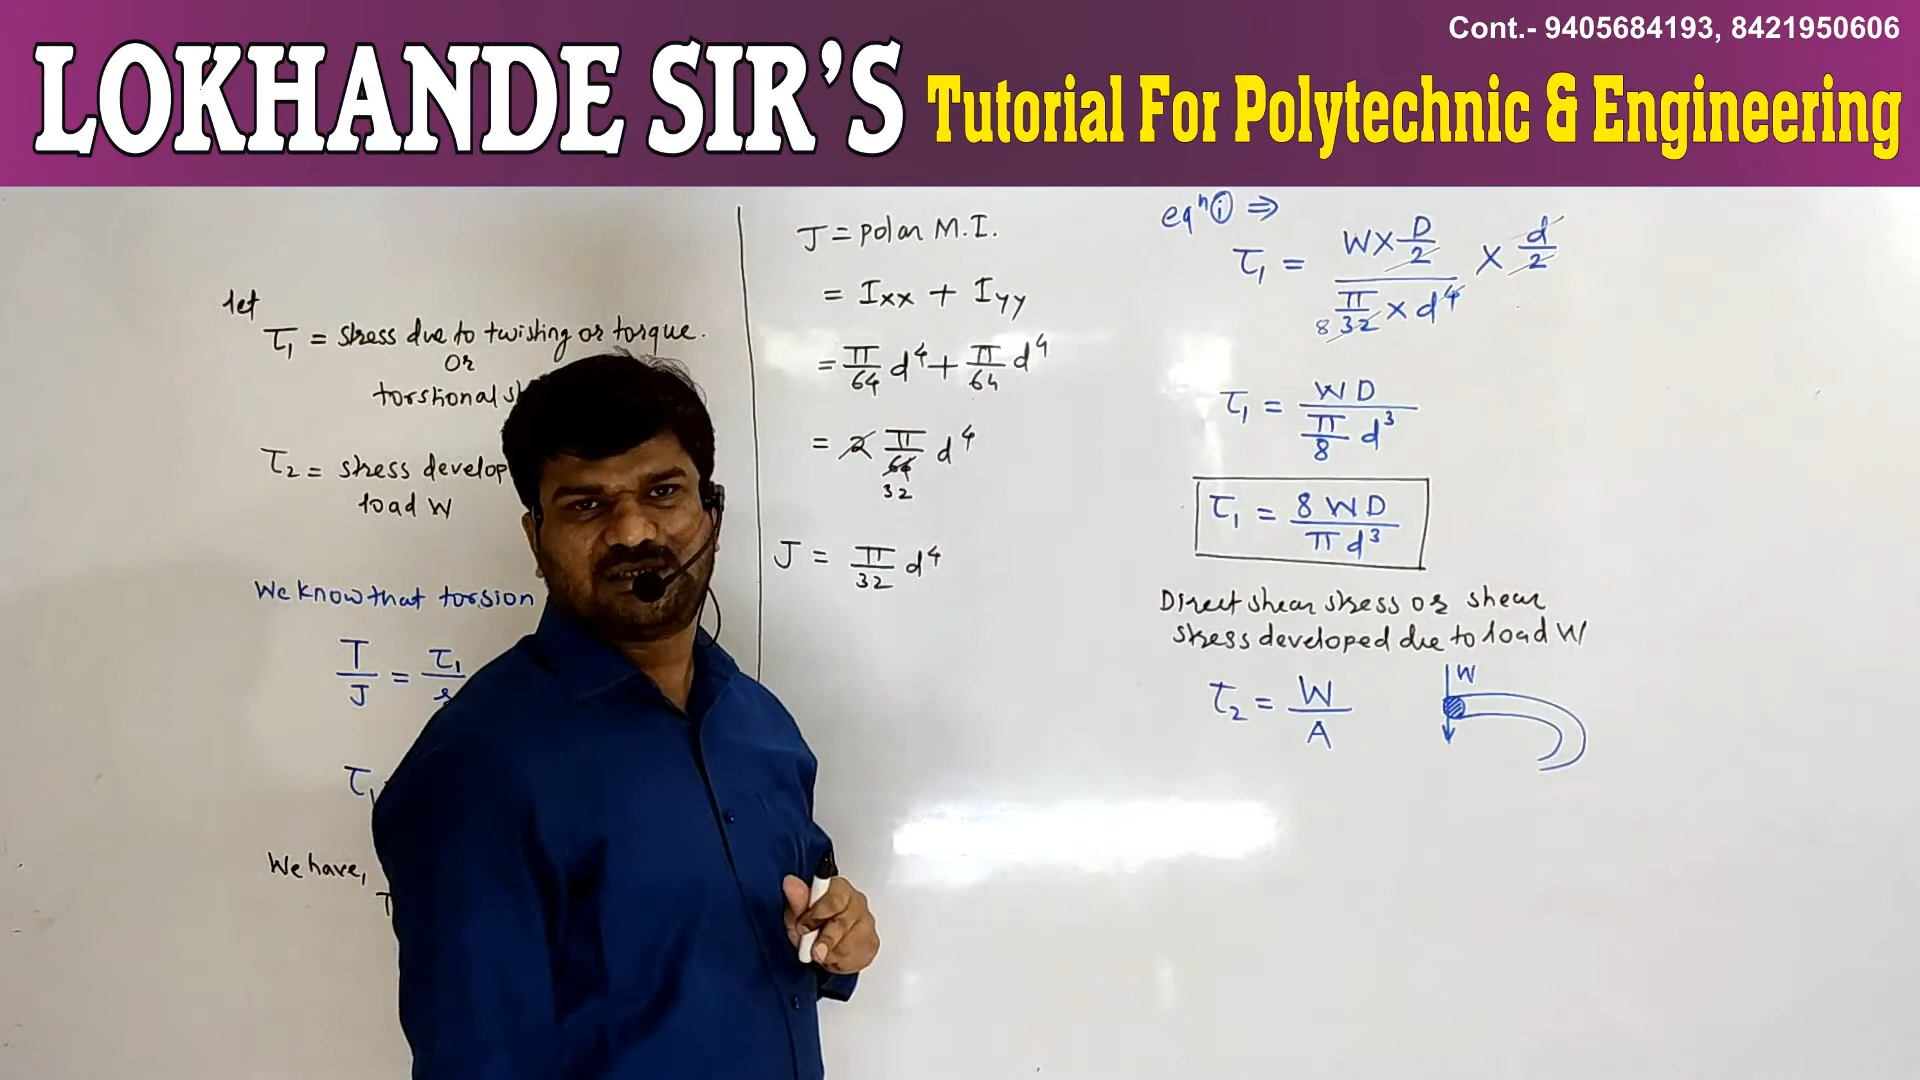 Cont.- 9405684193, 8421950606
LOKHANDE SIR'S Tutorial For Polytechnic & Engineering
let
τ₁ = stress due to twisting or torque.
or
torstional
τ₂ = stress develop
load W
We know that torsion
T/J = τ₁/
τ₁
We have,
T
J = polar M.I.
= Ixx + Iyy
= π/64 d⁴ + π/64 d⁴
= 2 π/64 d⁴
32
J = π/32 d⁴
eqⁿ ⓘ ⇒
τ₁ = (W × D/2) / (π/32 × d⁴) × d/2
8
τ₁ = WD / (π/8 d³)
τ₁ = 8WD / πd³
Direct shear stress or shear
stress developed due to load W
τ₂ = W/A
W